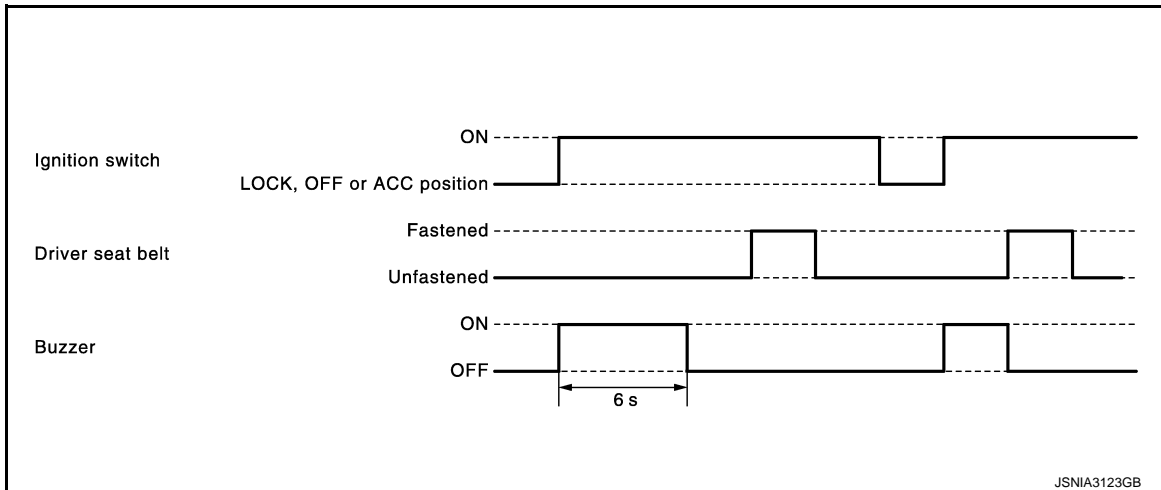 ON
Ignition switch
LOCK, OFF or ACC position
Fastened
Driver seat belt
Unfastened
ON
Buzzer
OFF
6 s
JSNIA3123GB